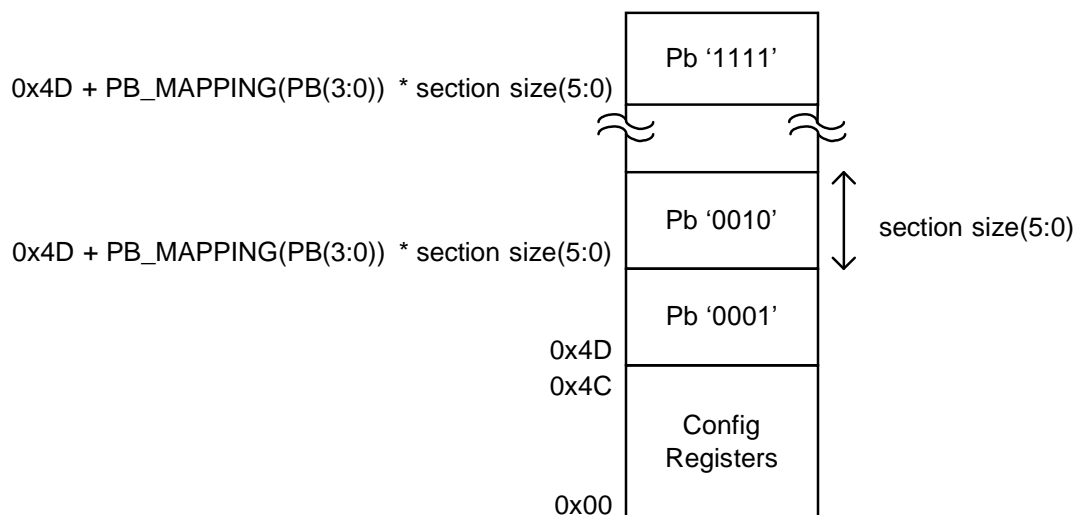 Pb ‘1111’
0x4D + PB_MAPPING(PB(3:0)) * section size(5:0)
Pb ‘0010’
section size(5:0)
0x4D + PB_MAPPING(PB(3:0)) * section size(5:0)
Pb ‘0001’
0x4D
0x4C
Config
Registers
0x00